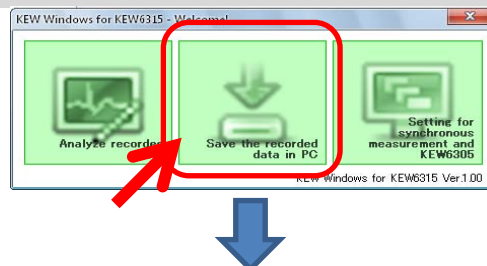 KEW Windows for KEW6315 - Welcome!
Analyze recorded
Save the recorded
data in PC
Setting for
synchronous
measurement and
KEW6305
KEW Windows for KEW6315 Ver.1.00